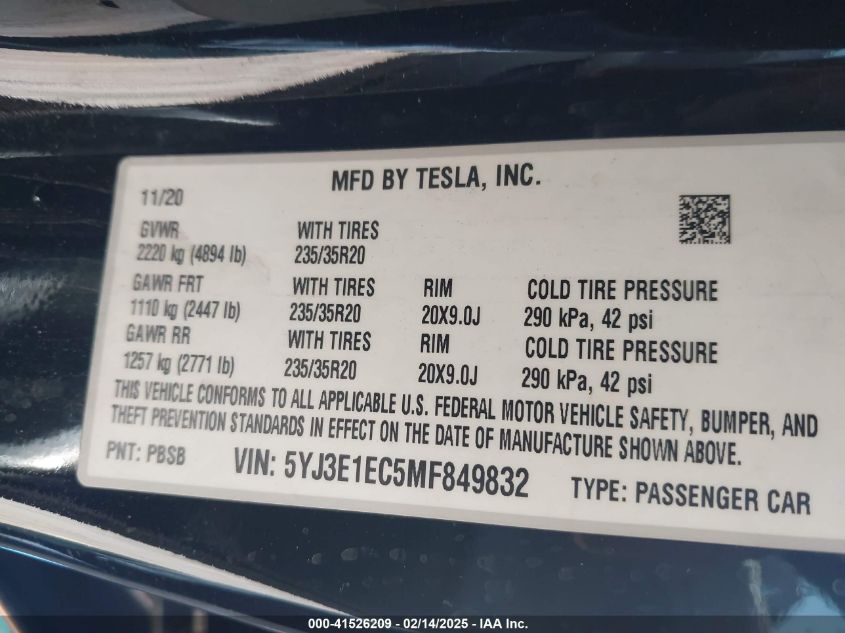 MFD BY TESLA, INC.
11/20
GVWR WITH TIRES
2220 kg (4894 lb) 235/35R20
GAWR FRT WITH TIRES RIM COLD TIRE PRESSURE
1110 kg (2447 lb) 235/35R20 20X9.0J 290 kPa, 42 psi
GAWR RR WITH TIRES RIM COLD TIRE PRESSURE
1257 kg (2771 lb) 235/35R20 20X9.0J 290 kPa, 42 psi
THIS VEHICLE CONFORMS TO ALL APPLICABLE U.S. FEDERAL MOTOR VEHICLE SAFETY, BUMPER, AND
THEFT PREVENTION STANDARDS IN EFFECT ON THE DATE OF MANUFACTURE SHOWN ABOVE.
PNT: PBSB VIN: 5YJ3E1EC5MF849832 TYPE: PASSENGER CAR
000-41526209 - 02/14/2025 - IAA Inc.